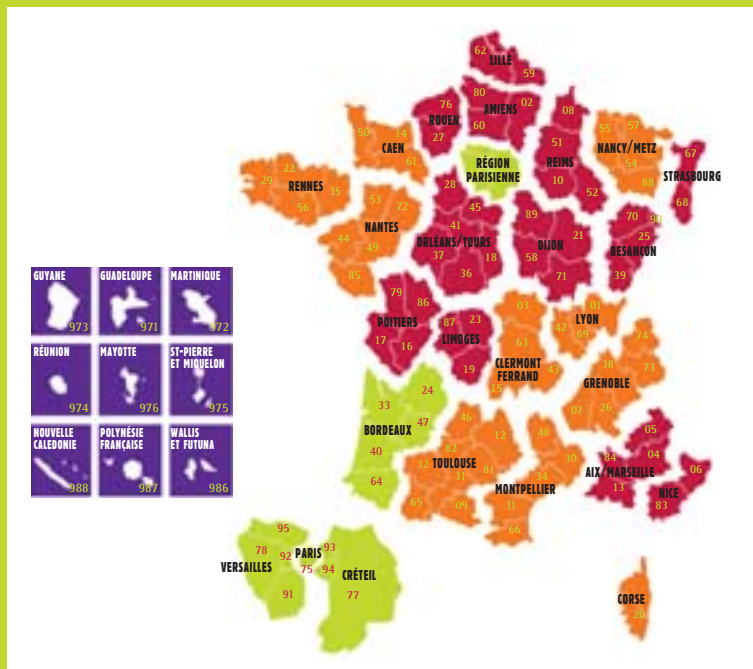 62
LILLE
59
80
02
76
AMIENS
08
ROUEN
60
27
50
14
CAEN
61
55
57
NANCY/METZ
54
88
51
REIMS
10
52
67
STRASBOURG
68
RÉGION
PARISIENNE
22
29
RENNES
35
56
53
72
NANTES
44
49
85
28
45
41
ORLÉANS/TOURS
37
18
36
89
21
DIJON
58
71
70
90
25
BESANÇON
39
GUYANE
973
GUADELOUPE
971
MARTINIQUE
972
RÉUNION
974
MAYOTTE
976
ST-PIERRE
ET MIQUELON
975
NOUVELLE
CALEDONIE
988
POLYNÉSIE
FRANÇAISE
987
WALLIS
ET FUTUNA
986
79
86
POITIERS
17
16
87
23
LIMOGES
19
03
63
CLERMONT
FERRAND
15
43
01
LYON
42
69
74
73
38
GRENOBLE
07
26
24
33
47
BORDEAUX
40
64
46
12
82
TOULOUSE
32
31
81
65
09
48
30
34
MONTPELLIER
11
66
05
04
84
AIX/MARSEILLE
13
06
NICE
83
95
78
92
PARIS
93
VERSAILLES
75
94
CRÉTEIL
91
77
CORSE
20